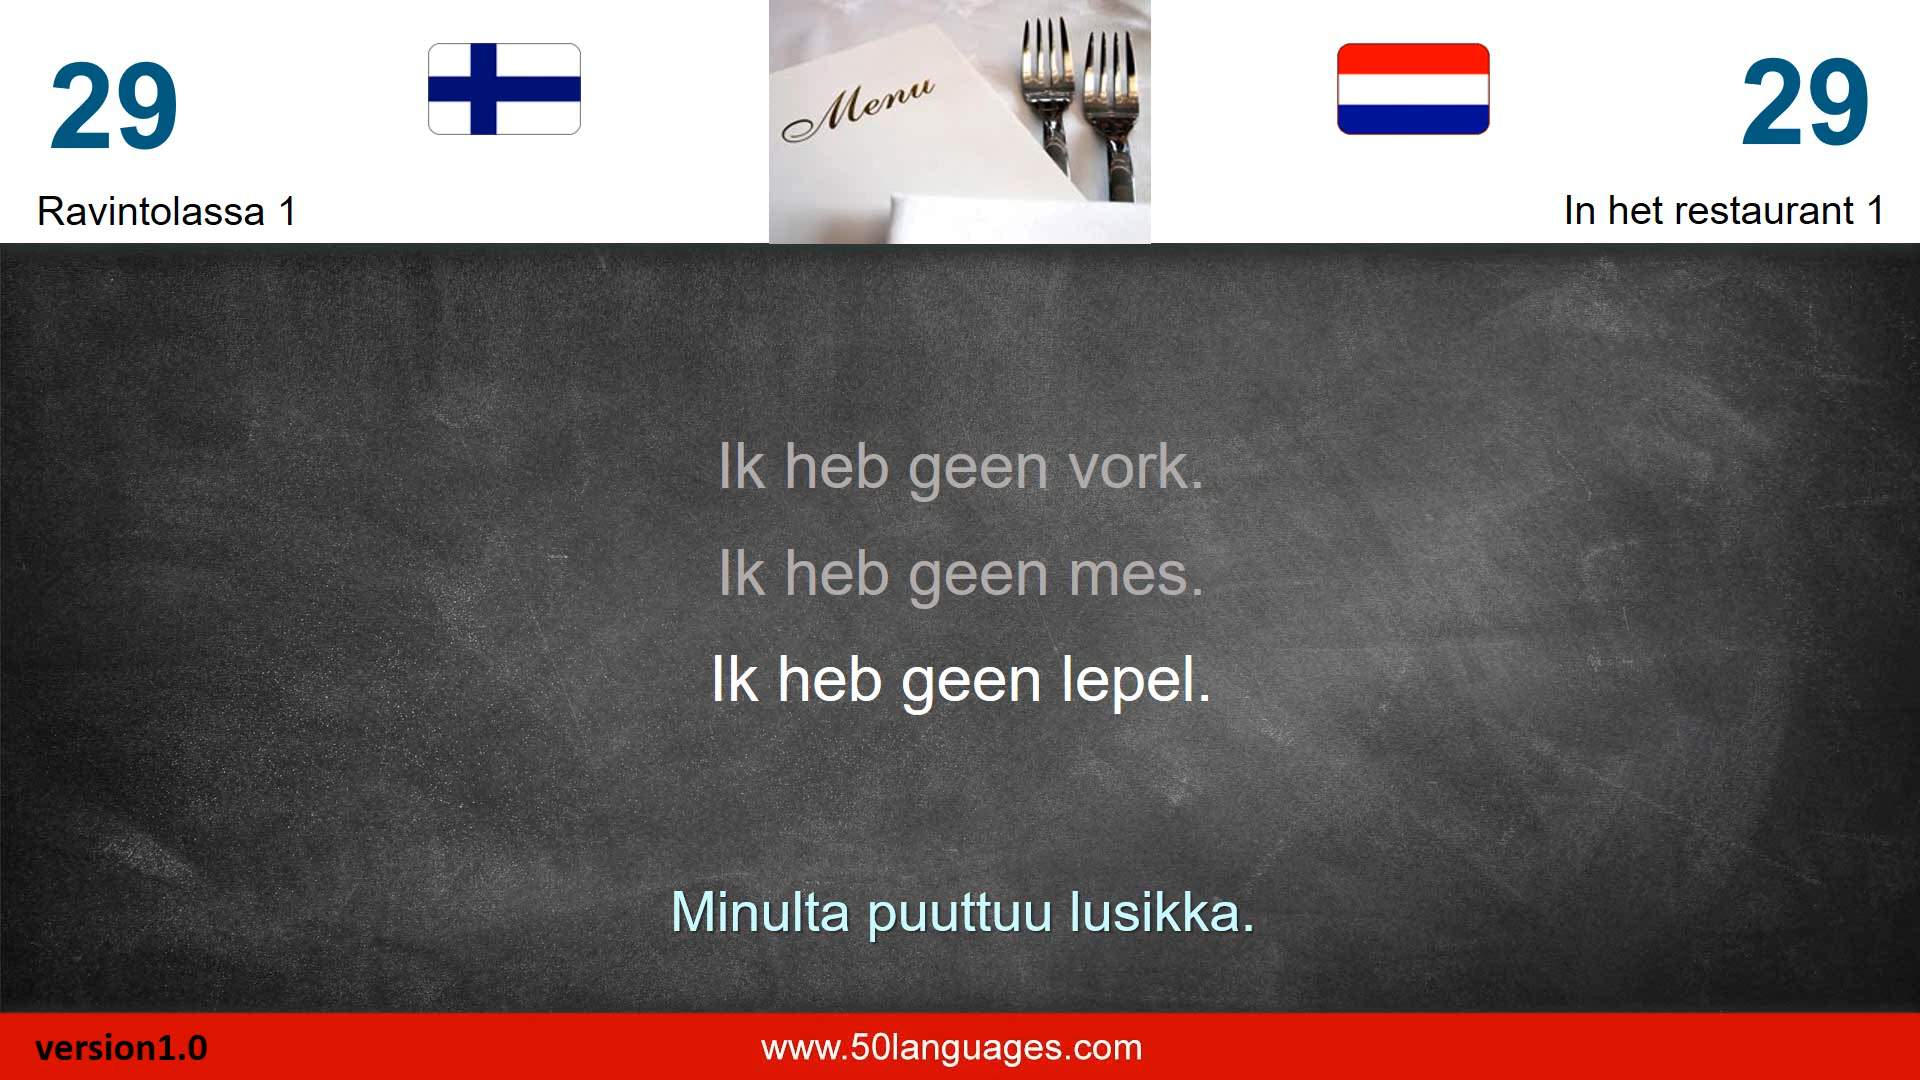 29
29
Menu
Ravintolassa 1
In het restaurant 1
Ik heb geen vork.
Ik heb geen mes.
Ik heb geen lepel.
Minulta puuttuu lusikka.
version1.0
www.50languages.com